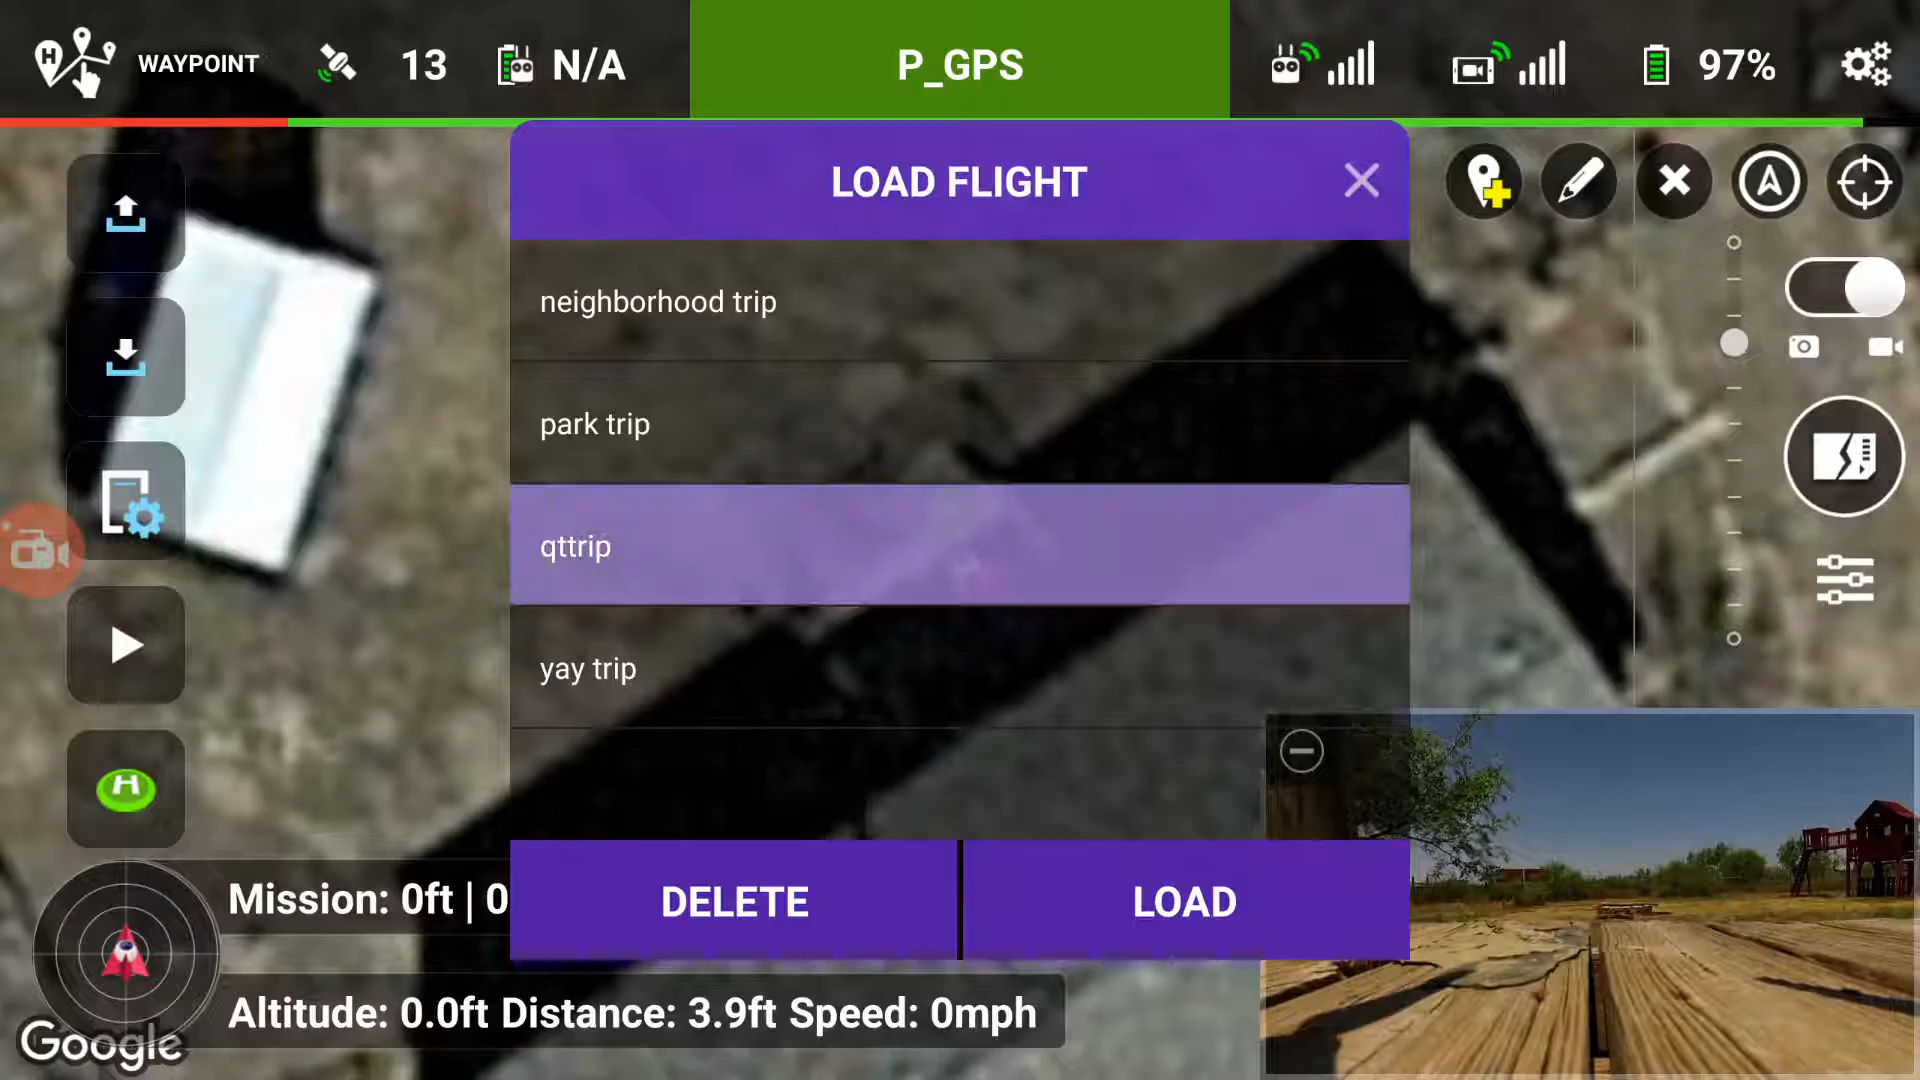 WAYPOINT 13 N/A P_GPS 97%
LOAD FLIGHT
neighborhood trip
park trip
qttrip
yay trip
DELETE LOAD
Mission: 0ft | 0
Altitude: 0.0ft Distance: 3.9ft Speed: 0mph
Google